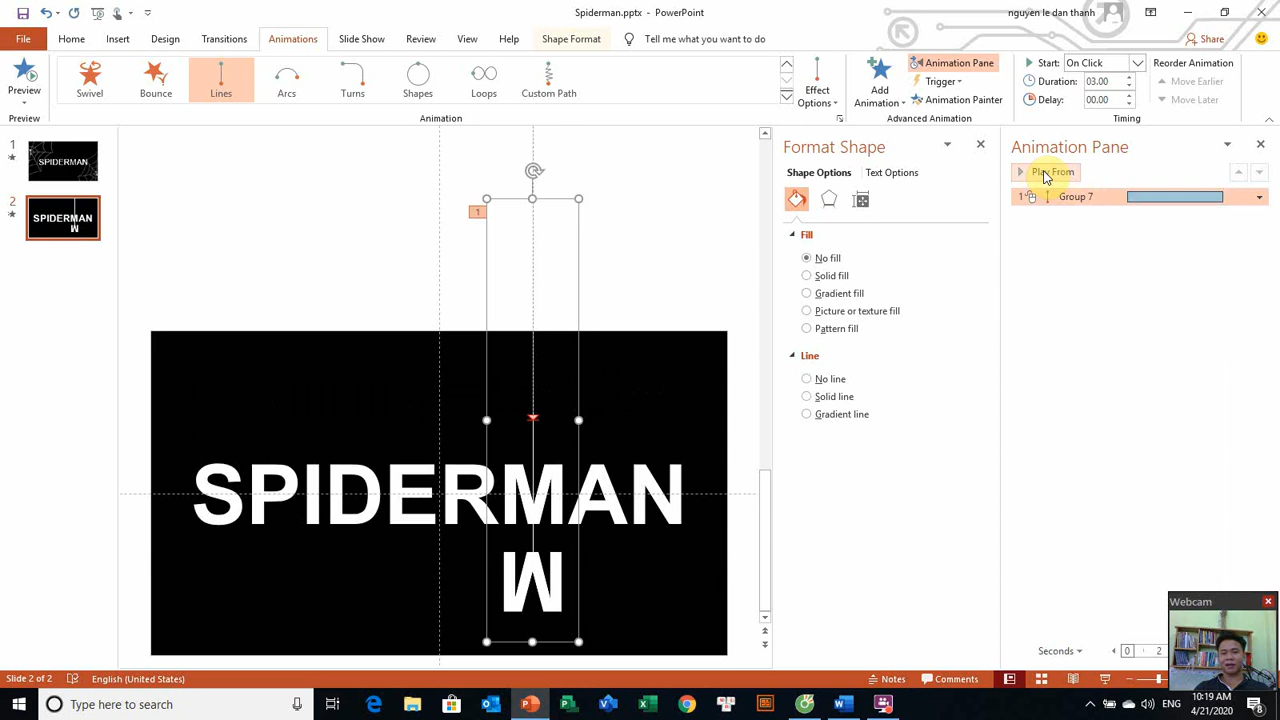 Spiderman.pptx - PowerPoint
nguyen le dan thanh
File
Home
Insert
Design
Transitions
Animations
Slide Show
Review
View
Help
Shape Format
Tell me what you want to do
Share
Preview
Swivel
Bounce
Lines
Arcs
Turns
Shapes
Loops
Custom Path
Effect
Options
Add
Animation
Animation Pane
Trigger
Animation Painter
Start: On Click
Duration: 03.00
Delay: 00.00
Reorder Animation
Move Earlier
Move Later
Preview
Animation
Advanced Animation
Timing
1
SPIDERMAN
2
SPIDERMAN
M
1
SPIDERMAN
M
Format Shape
Shape Options
Text Options
Fill
No fill
Solid fill
Gradient fill
Picture or texture fill
Pattern fill
Line
No line
Solid line
Gradient line
Animation Pane
Play From
1
Group 7
Seconds
0
2
Webcam
Slide 2 of 2
English (United States)
Notes
Comments
Type here to search
ENG
10:19 AM
4/21/2020
8